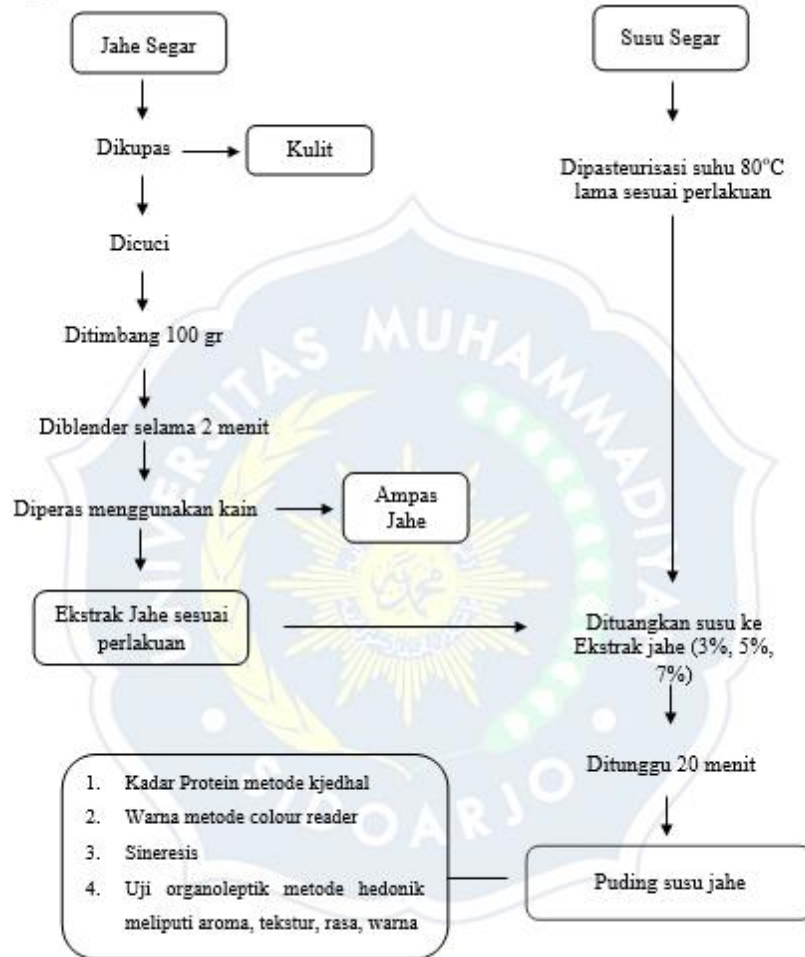 Jahe Segar
Dikupas
Kulit
Dicuci
Ditimbang 100 gr
Diblender selama 2 menit
Diperas menggunakan kain
Ampas
Jahe
Ekstrak Jahe sesuai
perlakuan
Susu Segar
Dipasteurisasi suhu 80°C
lama sesuai perlakuan
Dituangkan susu ke
Ekstrak jahe (3%, 5%,
7%)
Ditunggu 20 menit
Puding susu jahe
1. Kadar Protein metode kjedhal
2. Warna metode colour reader
3. Sineresis
4. Uji organoleptik metode hedonik
meliputi aroma, tekstur, rasa, warna
UNIVERSITAS MUHAMMADIYAH
SIDOARJO